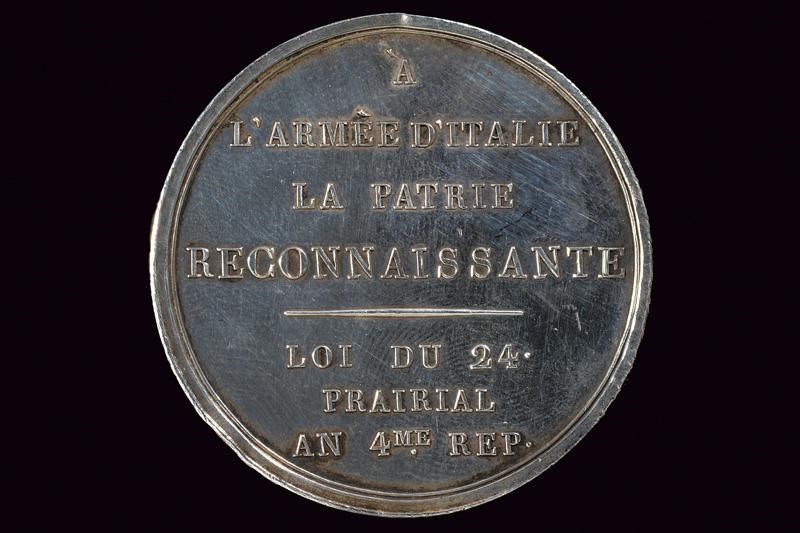 À
L'ARMÉE D'ITALIE
LA PATRIE
RECONNAISSANTE
LOI DU 24.
PRAIRIAL
AN 4ME. REP.